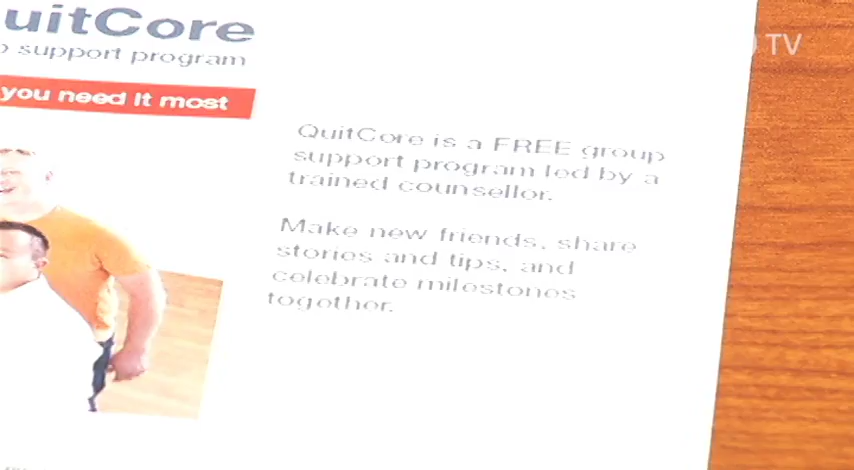 uitCore
support program
you need it most
QuitCore is a FREE group
support program led by a
trained counsellor.
Make new friends, share
stories and tips, and
celebrate milestones
together.
TV